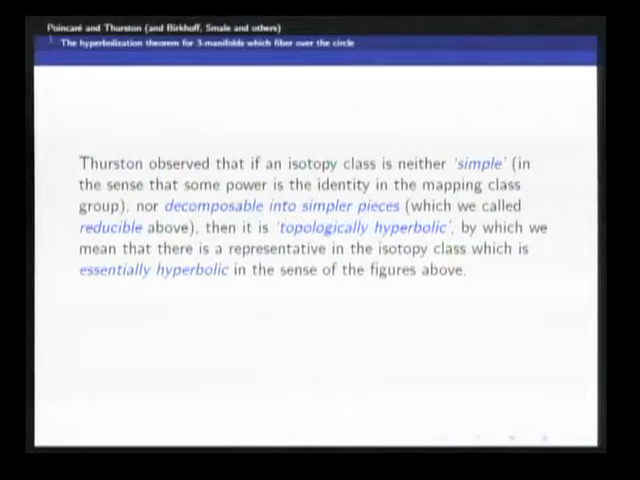 Poincaré and Thurston (and Birkhoff, Smale and others)
The hyperbolization theorem for 3-manifolds which fiber over the circle
Thurston observed that if an isotopy class is neither 'simple' (in
the sense that some power is the identity in the mapping class
group), nor decomposable into simpler pieces (which we called
reducible above), then it is 'topologically hyperbolic', by which we
mean that there is a representative in the isotopy class which is
essentially hyperbolic in the sense of the figures above.